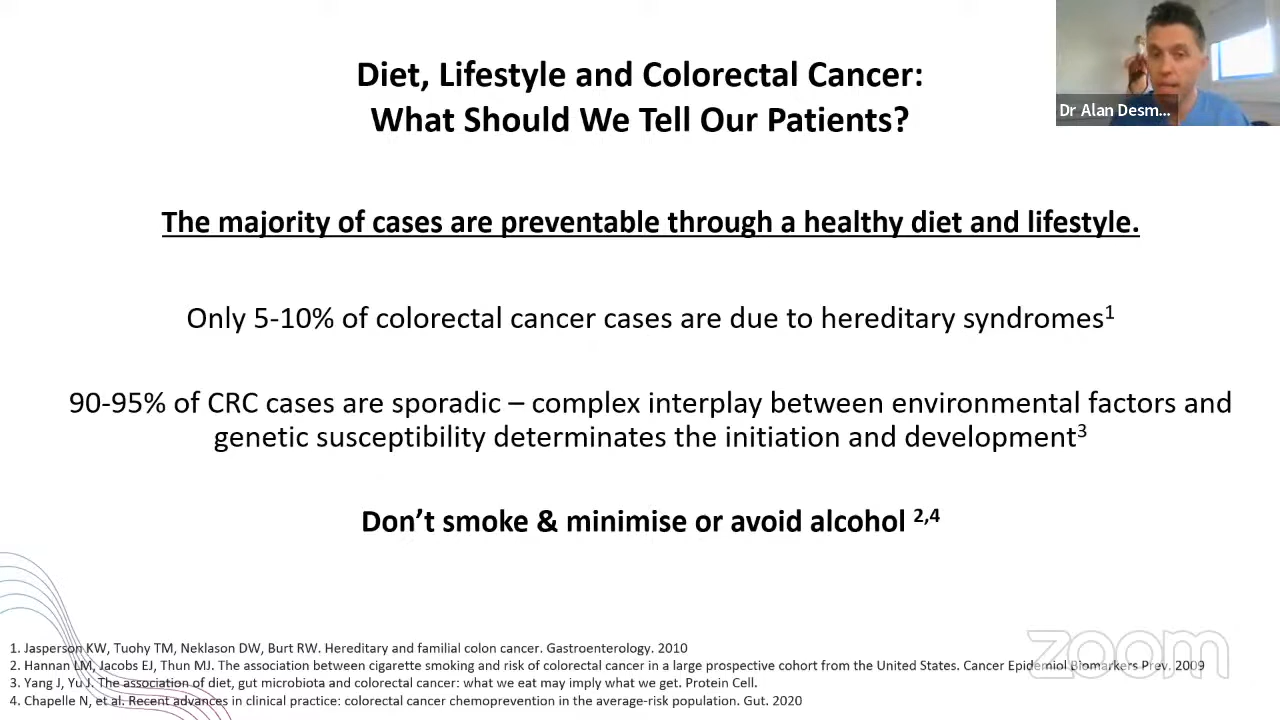 Diet, Lifestyle and Colorectal Cancer:
What Should We Tell Our Patients?
Dr Alan Desm...
The majority of cases are preventable through a healthy diet and lifestyle.
Only 5-10% of colorectal cancer cases are due to hereditary syndromes¹
90-95% of CRC cases are sporadic – complex interplay between environmental factors and
genetic susceptibility determinates the initiation and development³
Don't smoke & minimise or avoid alcohol ²,⁴
1. Jasperson KW, Tuohy TM, Neklason DW, Burt RW. Hereditary and familial colon cancer. Gastroenterology. 2010
2. Hannan LM, Jacobs EJ, Thun MJ. The association between cigarette smoking and risk of colorectal cancer in a large prospective cohort from the United States. Cancer Epidemiol Biomarkers Prev. 2009
3. Yang J, Yu J. The association of diet, gut microbiota and colorectal cancer: what we eat may imply what we get. Protein Cell.
4. Chapelle N, et al. Recent advances in clinical practice: colorectal cancer chemoprevention in the average-risk population. Gut. 2020
zoom